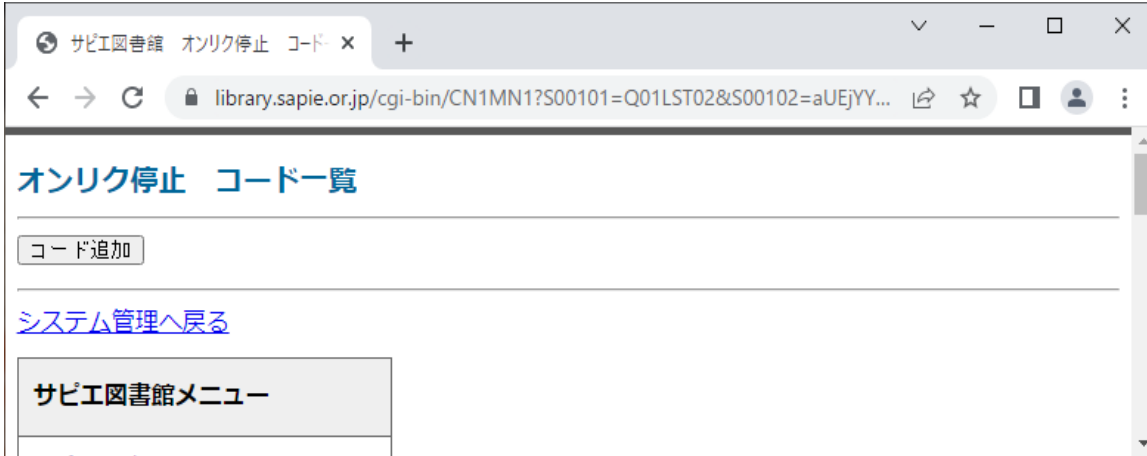 サピエ図書館　オンリク停止　コード
library.sapie.or.jp/cgi-bin/CN1MN1?S00101=Q01LST02&S00102=aUEjYY...
オンリク停止　コード一覧
コード追加
システム管理へ戻る
サピエ図書館メニュー